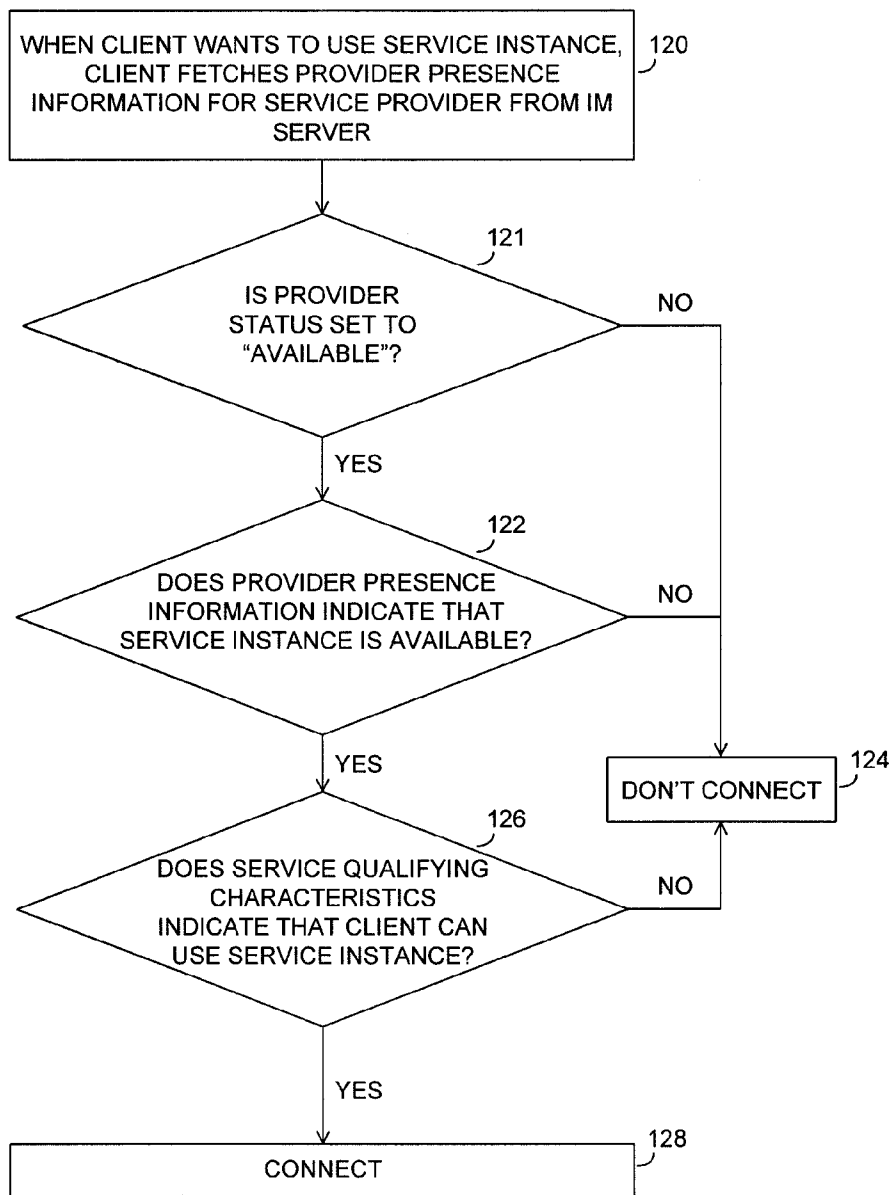 WHEN CLIENT WANTS TO USE SERVICE INSTANCE,
CLIENT FETCHES PROVIDER PRESENCE
INFORMATION FOR SERVICE PROVIDER FROM IM
SERVER
120
121
IS PROVIDER
STATUS SET TO
“AVAILABLE”?
NO
YES
122
DOES PROVIDER PRESENCE
INFORMATION INDICATE THAT
SERVICE INSTANCE IS AVAILABLE?
NO
YES
124
DON'T CONNECT
126
DOES SERVICE QUALIFYING
CHARACTERISTICS
INDICATE THAT CLIENT CAN
USE SERVICE INSTANCE?
NO
YES
128
CONNECT